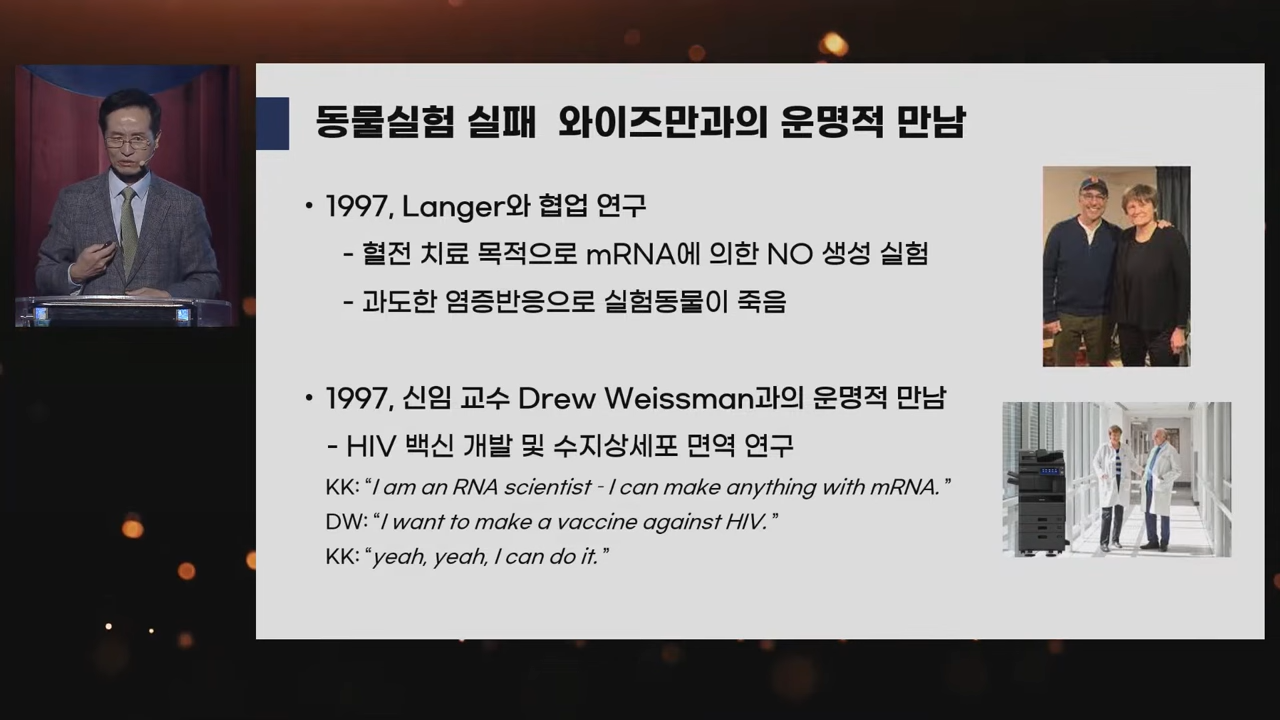 동물실험 실패 와이즈만과의 운명적 만남
• 1997, Langer와 협업 연구
- 혈전 치료 목적으로 mRNA에 의한 NO 생성 실험
- 과도한 염증반응으로 실험동물이 죽음
• 1997, 신임 교수 Drew Weissman과의 운명적 만남
- HIV 백신 개발 및 수지상세포 면역 연구
KK: “I am an RNA scientist - I can make anything with mRNA.”
DW: “I want to make a vaccine against HIV.”
KK: “yeah, yeah, I can do it.”